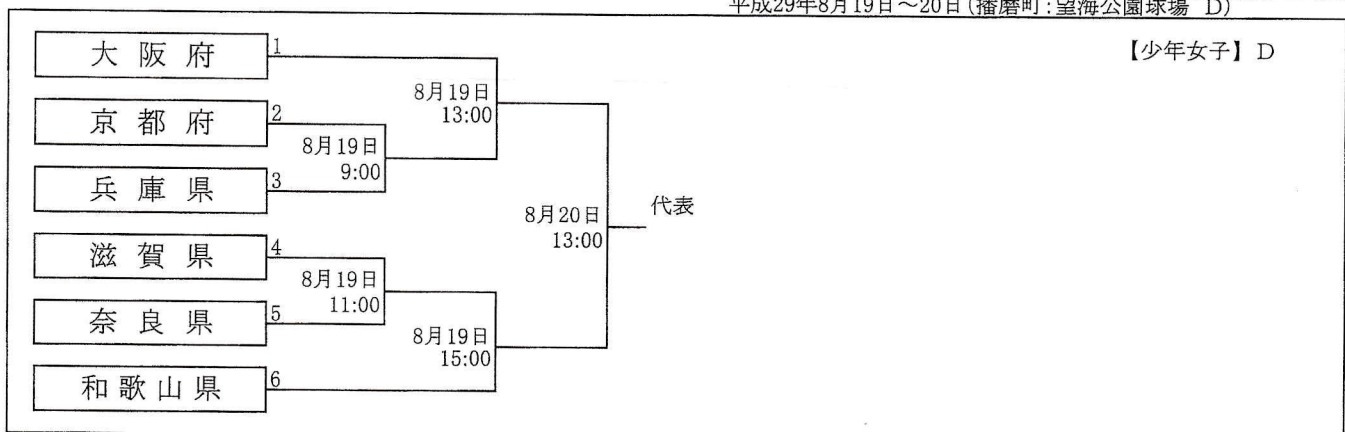 平成29年8月19日～20日(播磨町:望海公園球場 D)
【少年女子】D
大阪府
1
京都府
2
兵庫県
3
滋賀県
4
奈良県
5
和歌山県
6
8月19日
9:00
8月19日
11:00
8月19日
13:00
8月19日
15:00
8月20日
13:00
代表